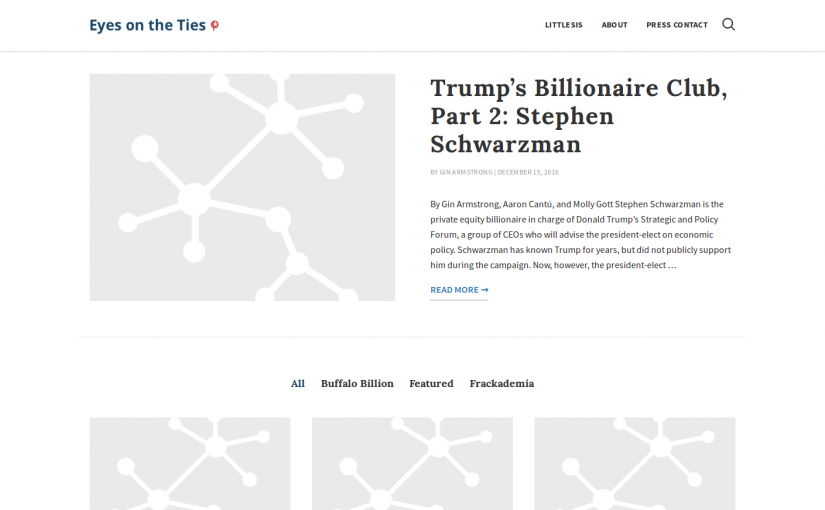 Eyes on the Ties
LITTLESIS ABOUT PRESS CONTACT
Trump’s Billionaire Club,
Part 2: Stephen
Schwarzman
BY GIN ARMSTRONG | DECEMBER 15, 2016
By Gin Armstrong, Aaron Cantú, and Molly Gott Stephen Schwarzman is the
private equity billionaire in charge of Donald Trump’s Strategic and Policy
Forum, a group of CEOs who will advise the president-elect on economic
policy. Schwarzman has known Trump for years, but did not publicly support
him during the campaign. Now, however, the president-elect …
READ MORE →
All Buffalo Billion Featured Frackademia